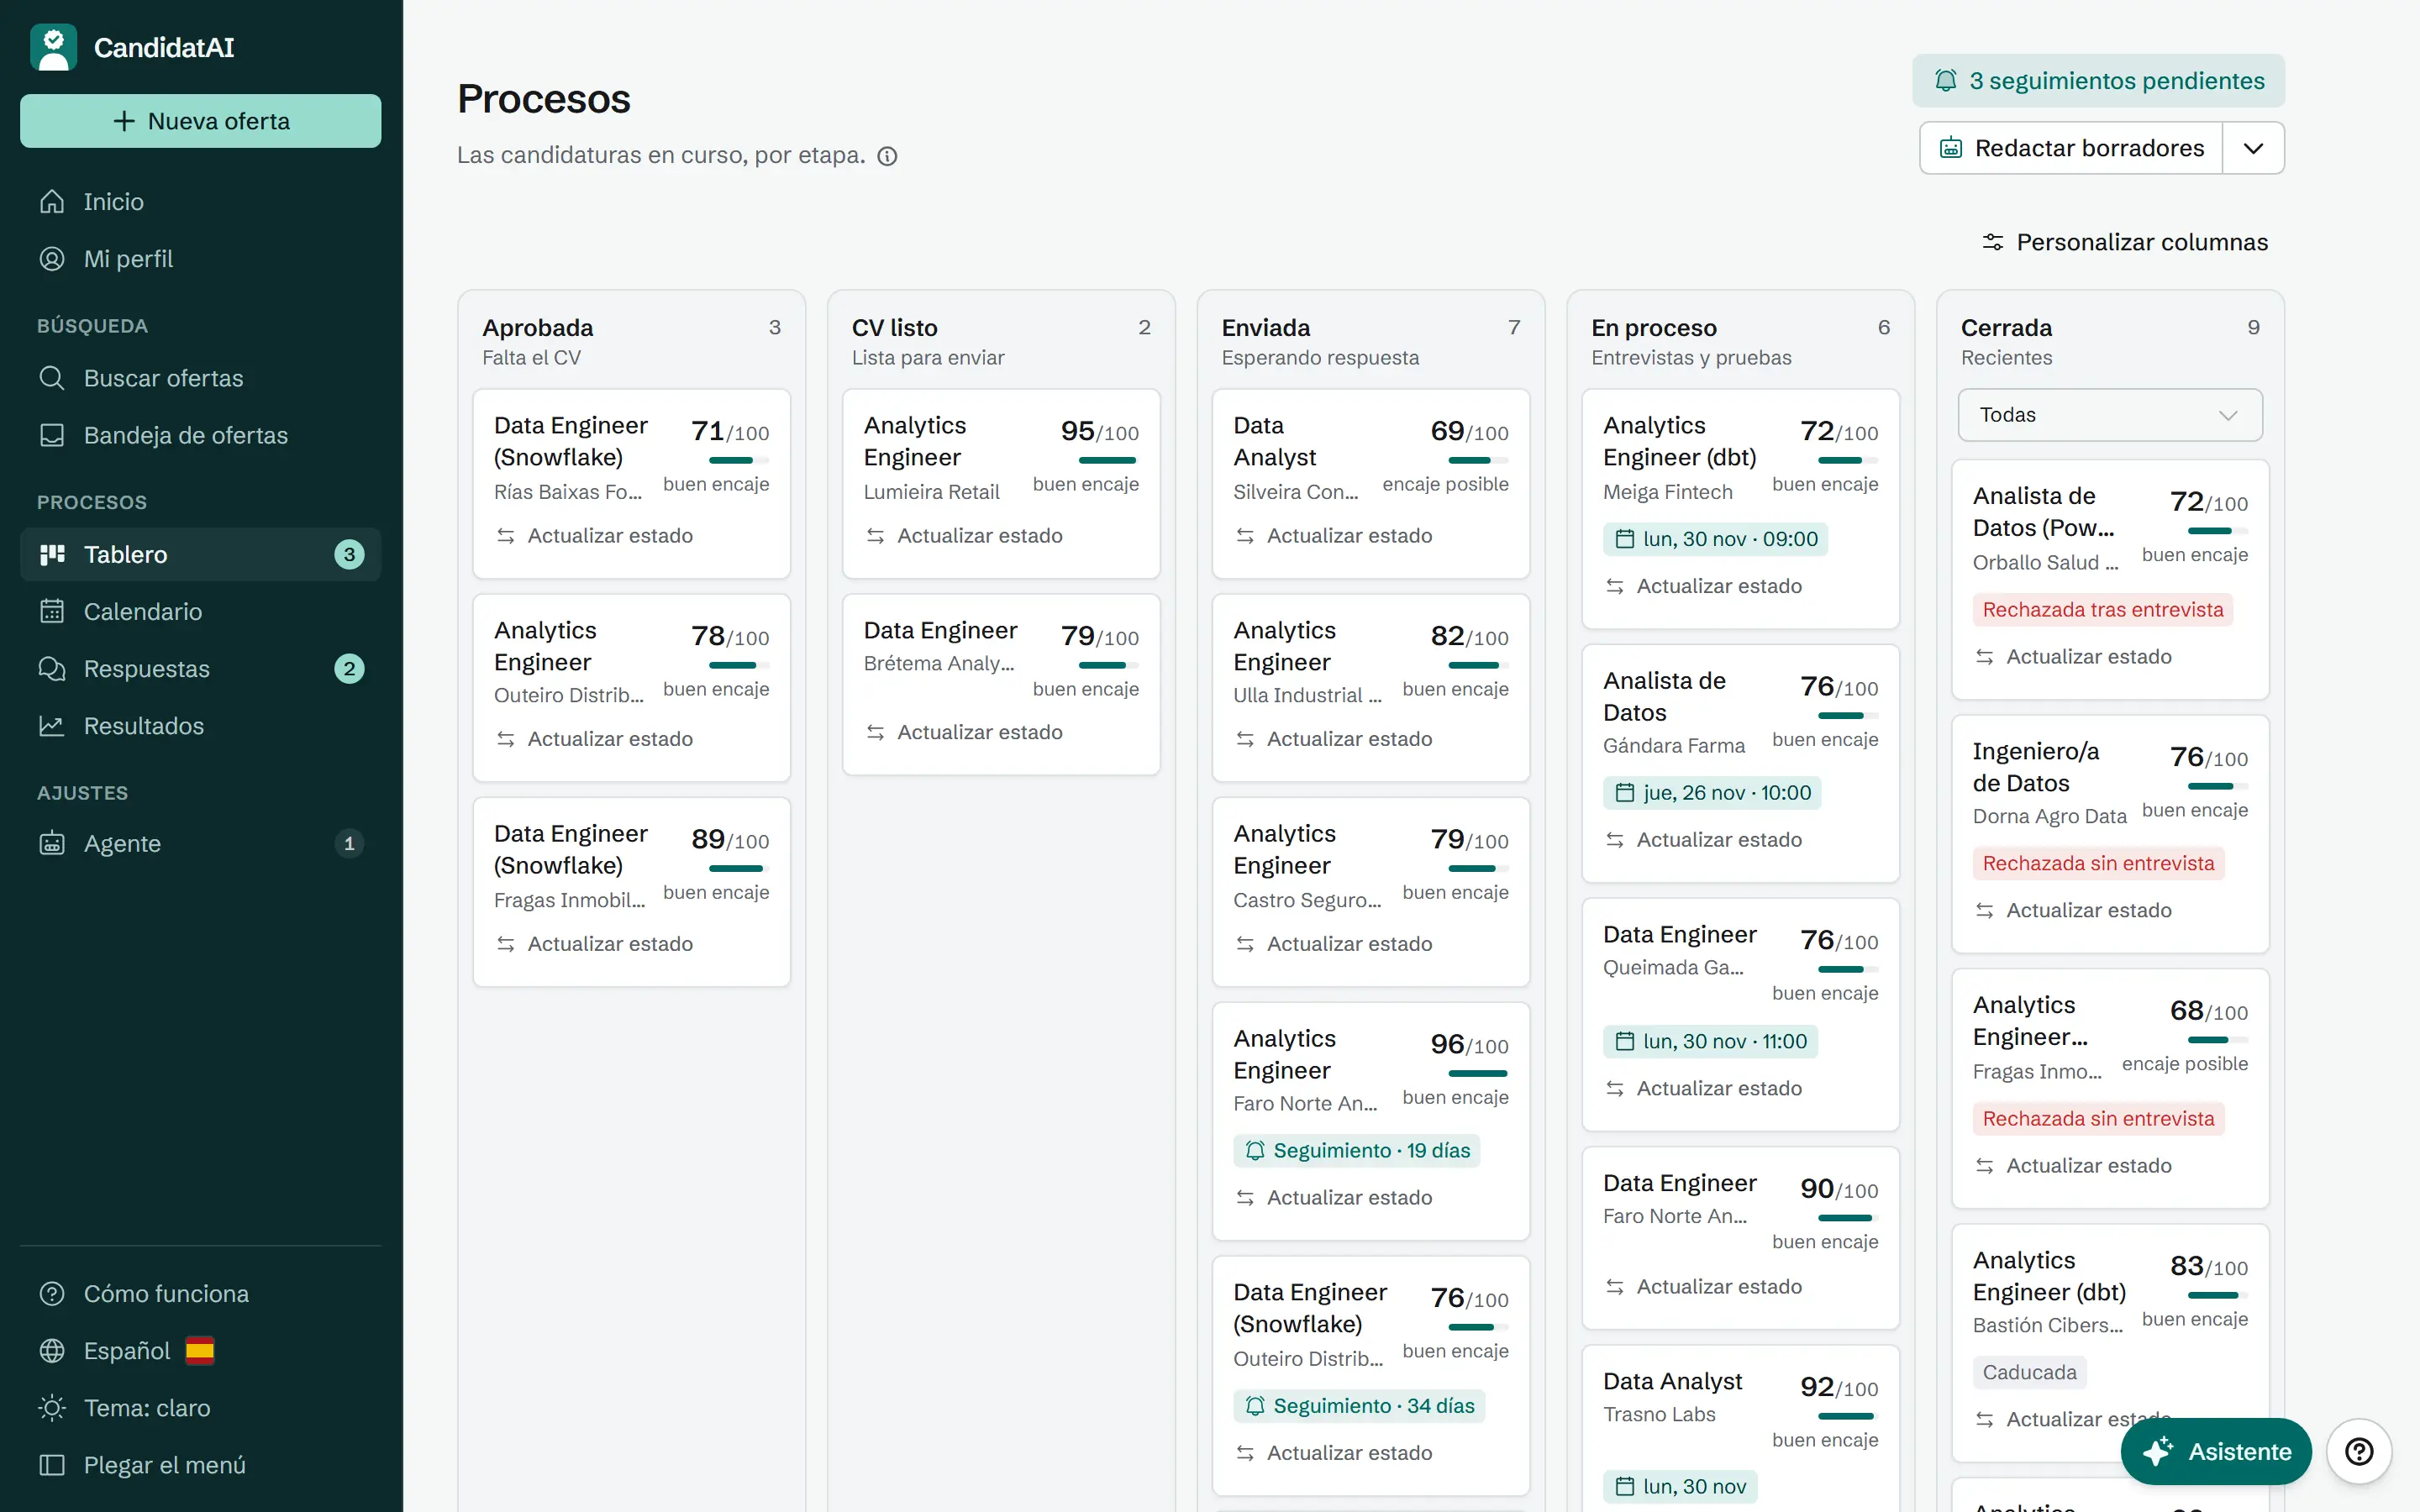 CandidatAI
Nueva oferta
Inicio
Mi perfil
BÚSQUEDA
Buscar ofertas
Bandeja de ofertas
PROCESOS
Tablero 3
Calendario
Respuestas 2
Resultados
AJUSTES
Agente 1
Cómo funciona
Español
Tema: claro
Plegar el menú
Procesos
Las candidaturas en curso, por etapa.
3 seguimientos pendientes
Redactar borradores
Personalizar columnas
Aprobada 3
Falta el CV
Data Engineer (Snowflake)
71/100
Rías Baixas Fo...
buen encaje
Actualizar estado
Analytics Engineer
78/100
Outeiro Distrib...
buen encaje
Actualizar estado
Data Engineer (Snowflake)
89/100
Fragas Inmobil...
buen encaje
Actualizar estado
CV listo 2
Lista para enviar
Analytics Engineer
95/100
Lumieira Retail
buen encaje
Actualizar estado
Data Engineer
79/100
Brétema Analy...
buen encaje
Actualizar estado
Enviada 7
Esperando respuesta
Data Analyst
69/100
Silveira Con...
encaje posible
Actualizar estado
Analytics Engineer
82/100
Ulla Industrial ...
buen encaje
Actualizar estado
Analytics Engineer
79/100
Castro Seguro...
buen encaje
Actualizar estado
Analytics Engineer
96/100
Faro Norte An...
buen encaje
Seguimiento · 19 días
Actualizar estado
Data Engineer (Snowflake)
76/100
Outeiro Distrib...
buen encaje
Seguimiento · 34 días
Actualizar estado
En proceso 6
Entrevistas y pruebas
Analytics Engineer (dbt)
72/100
Meiga Fintech
buen encaje
lun, 30 nov · 09:00
Actualizar estado
Analista de Datos
76/100
Gándara Farma
buen encaje
jue, 26 nov · 10:00
Actualizar estado
Data Engineer
76/100
Queimada Ga...
buen encaje
lun, 30 nov · 11:00
Actualizar estado
Data Engineer
90/100
Faro Norte An...
buen encaje
Actualizar estado
Data Analyst
92/100
Trasno Labs
buen encaje
lun, 30 nov
Cerrada 9
Recientes
Todas
Analista de Datos (Pow...
72/100
Orballo Salud ...
buen encaje
Rechazada tras entrevista
Actualizar estado
Ingeniero/a de Datos
76/100
Dorna Agro Data
buen encaje
Rechazada sin entrevista
Actualizar estado
Analytics Engineer...
68/100
Fragas Inmo...
encaje posible
Rechazada sin entrevista
Actualizar estado
Analytics Engineer (dbt)
83/100
Bastión Cibers...
buen encaje
Caducada
Actualizar estado
Asistente